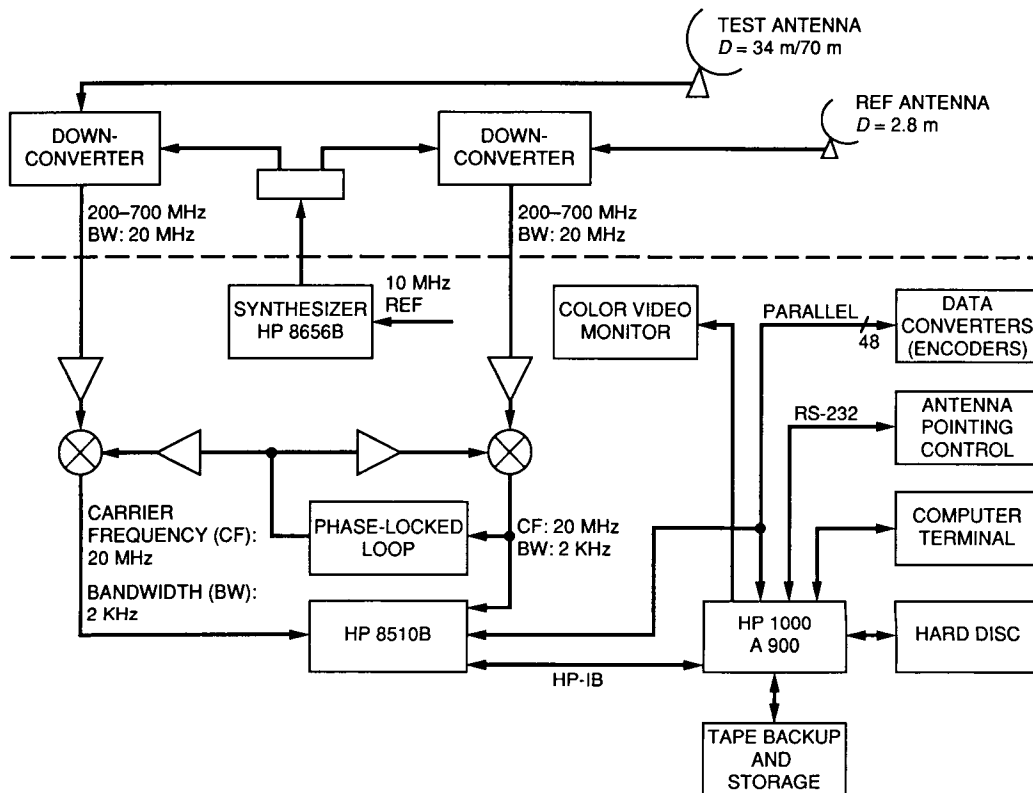 TEST ANTENNA
D = 34 m/70 m
REF ANTENNA
D = 2.8 m
DOWN-
CONVERTER
DOWN-
CONVERTER
200–700 MHz
BW: 20 MHz
200–700 MHz
BW: 20 MHz
SYNTHESIZER
HP 8656B
10 MHz
REF
COLOR VIDEO
MONITOR
PARALLEL
48
DATA
CONVERTERS
(ENCODERS)
RS-232
ANTENNA
POINTING
CONTROL
CARRIER
FREQUENCY (CF):
20 MHz
BANDWIDTH (BW):
2 KHz
PHASE-LOCKED
LOOP
CF: 20 MHz
BW: 2 KHz
COMPUTER
TERMINAL
HP 8510B
HP 1000
A 900
HARD DISC
HP-IB
TAPE BACKUP
AND
STORAGE